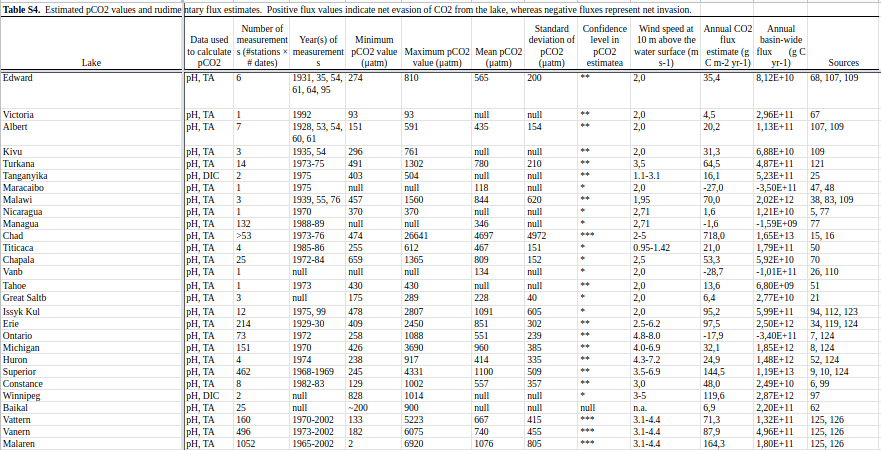 Table S4. Estimated pCO2 values and rudimentary flux estimates. Positive flux values indicate net evasion of CO2 from the lake, whereas negative fluxes represent net invasion.
Lake Data used to calculate pCO2 Number of measurements (#stations × # dates) Year(s) of measurements Minimum pCO2 value (µatm) Maximum pCO2 value (µatm) Mean pCO2 (µatm) Standard deviation of pCO2 (µatm) Confidence level in pCO2 estimatea Wind speed at 10 m above the water surface (m s-1) Annual CO2 flux estimate (g C m-2 yr-1) Annual basin-wide flux (g C yr-1) Sources
Edward pH, TA 6 1931, 35, 54, 61, 64, 95 274 810 565 200 ** 2,0 35,4 8,12E+10 68, 107, 109
Victoria pH, TA 1 1992 93 93 null null ** 2,0 4,5 2,96E+11 67
Albert pH, TA 7 1928, 53, 54, 60, 61 151 591 435 154 ** 2,0 20,2 1,13E+11 107, 109
Kivu pH, TA 3 1935, 54 296 761 null null ** 2,0 31,3 6,88E+10 109
Turkana pH, TA 14 1973-75 491 1302 780 210 ** 3,5 64,5 4,87E+11 121
Tanganyika pH, DIC 2 1975 403 504 null null ** 1.1-3.1 16,1 5,23E+11 25
Maracaibo pH, TA 1 1975 null null 118 null * 2,0 -27,0 -3,50E+11 47, 48
Malawi pH, TA 3 1939, 55, 76 457 1560 844 620 ** 1,95 70,0 2,02E+12 38, 83, 109
Nicaragua pH, TA 1 1970 370 370 null null * 2,71 1,6 1,21E+10 5, 77
Managua pH, TA 132 1988-89 null null 346 null * 2,71 -1,6 -1,59E+09 77
Chad pH, TA >53 1973-76 474 26641 4697 4972 *** 2-5 718,0 1,65E+13 15, 16
Titicaca pH, TA 4 1985-86 255 612 467 151 * 0.95-1.42 21,0 1,79E+11 50
Chapala pH, TA 25 1972-84 659 1365 809 152 * 2,5 53,3 5,92E+10 70
Vanb pH, TA 1 null null null 134 null * 2,0 -28,7 -1,01E+11 26, 110
Tahoe pH, TA 1 1973 430 430 null null ** 2,0 13,6 6,80E+09 51
Great Saltb pH, TA 3 null 175 289 228 40 * 2,0 6,4 2,77E+10 21
Issyk Kul pH, TA 12 1975, 99 478 2807 1091 605 * 2,0 95,2 5,99E+11 94, 112, 123
Erie pH, TA 214 1929-30 409 2450 851 302 ** 2.5-6.2 97,5 2,50E+12 34, 119, 124
Ontario pH, TA 73 1972 258 1088 551 239 ** 4.8-8.0 -17,9 -3,40E+11 7, 124
Michigan pH, TA 151 1970 426 3690 960 385 ** 4.0-6.9 32,1 1,85E+12 8, 124
Huron pH, TA 4 1974 238 917 414 335 ** 4.3-7.2 24,9 1,48E+12 52, 124
Superior pH, TA 462 1968-1969 245 4331 1100 509 ** 3.5-6.9 144,5 1,19E+13 9, 10, 124
Constance pH, TA 8 1982-83 129 1002 557 357 ** 3,0 48,0 2,49E+10 6, 99
Winnipeg pH, DIC 2 null 828 1014 null null * 3-5 119,6 2,87E+12 97
Baikal pH, TA 25 null ~200 900 null null null n.a. 6,9 2,20E+11 62
Vattern pH, TA 160 1970-2002 133 5223 667 415 *** 3.1-4.4 71,3 1,32E+11 125, 126
Vanern pH, TA 496 1973-2002 182 6075 740 455 *** 3.1-4.4 87,9 4,96E+11 125, 126
Malaren pH, TA 1052 1965-2002 2 6920 1076 805 *** 3.1-4.4 164,3 1,80E+11 125, 126